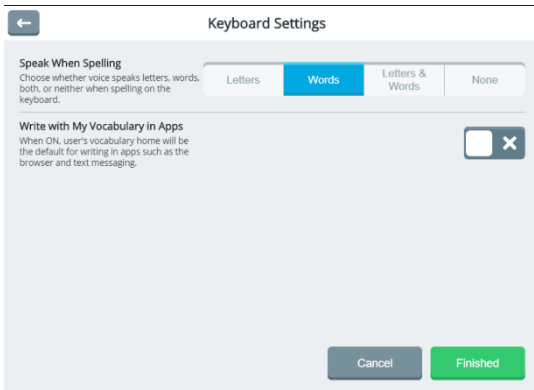 Keyboard Settings
Speak When Spelling
Choose whether voice speaks letters, words,
both, or neither when spelling on the
keyboard.
Letters
Words
Letters &
Words
None
Write with My Vocabulary in Apps
When ON, user's vocabulary home will be
the default for writing in apps such as the
browser and text messaging.
Cancel
Finished